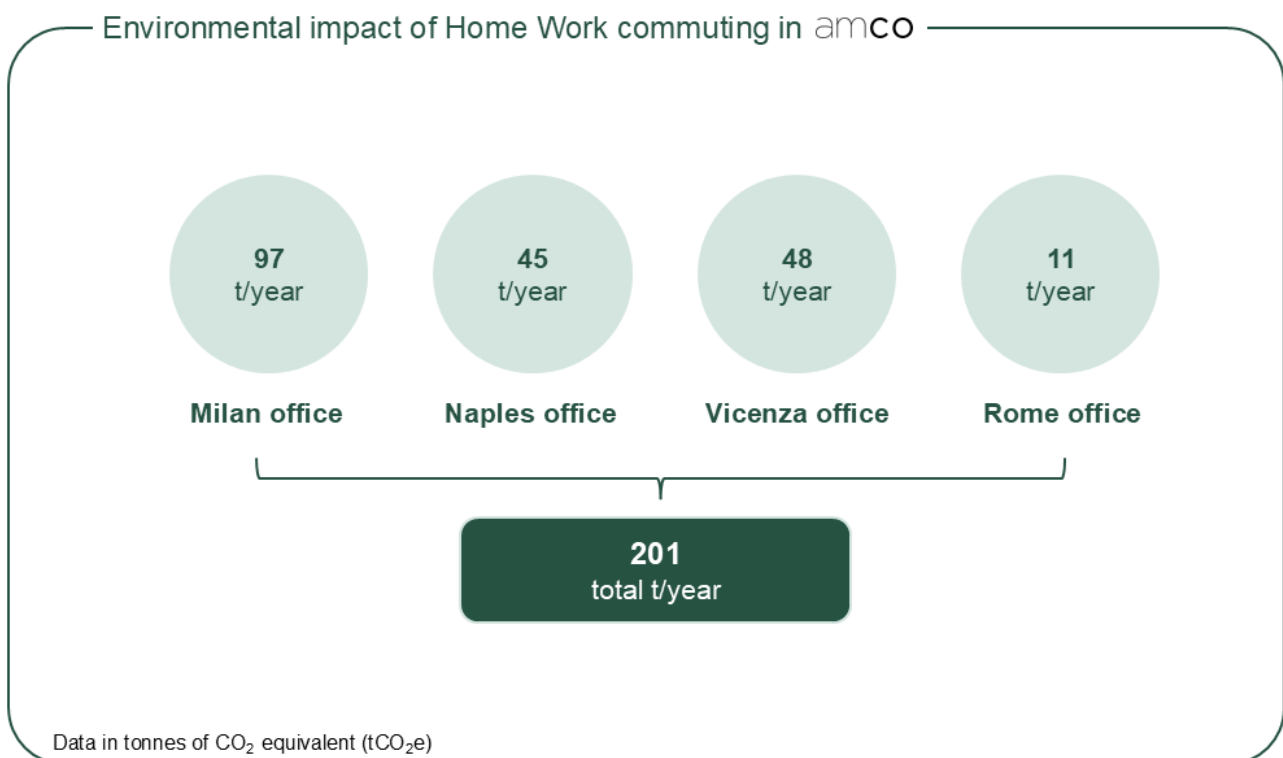 Environmental impact of Home Work commuting in amco
97
t/year
45
t/year
48
t/year
11
t/year
Milan office
Naples office
Vicenza office
Rome office
201
total t/year
Data in tonnes of CO₂ equivalent (tCO₂e)